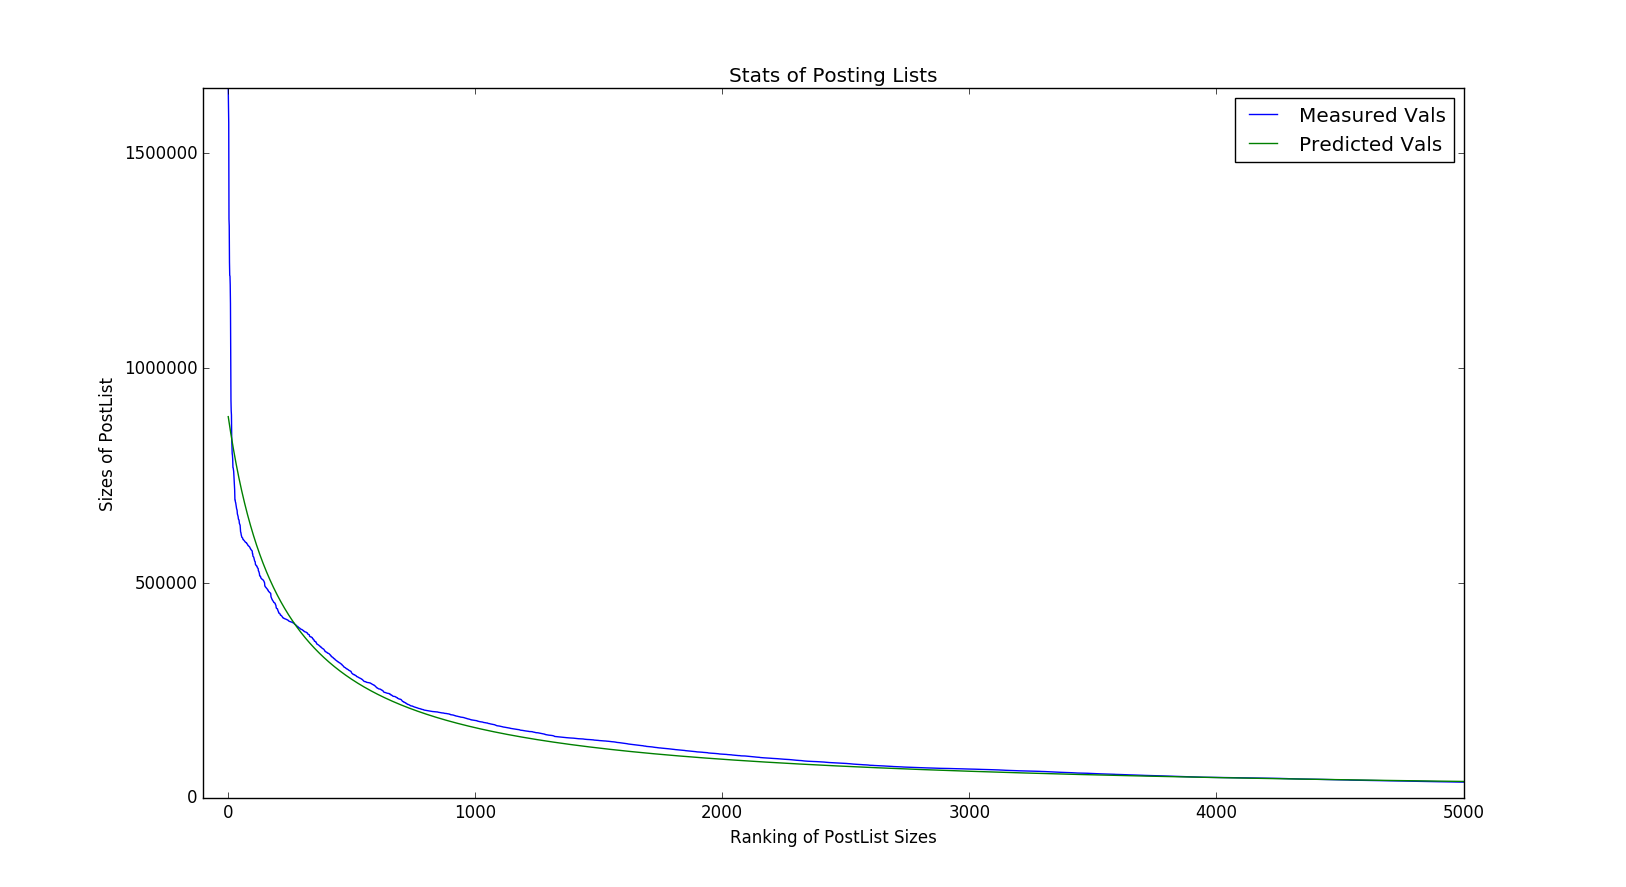 Stats of Posting Lists
Measured Vals
Predicted Vals
1500000
1000000
500000
0
Sizes of PostList
0 1000 2000 3000 4000 5000
Ranking of PostList Sizes